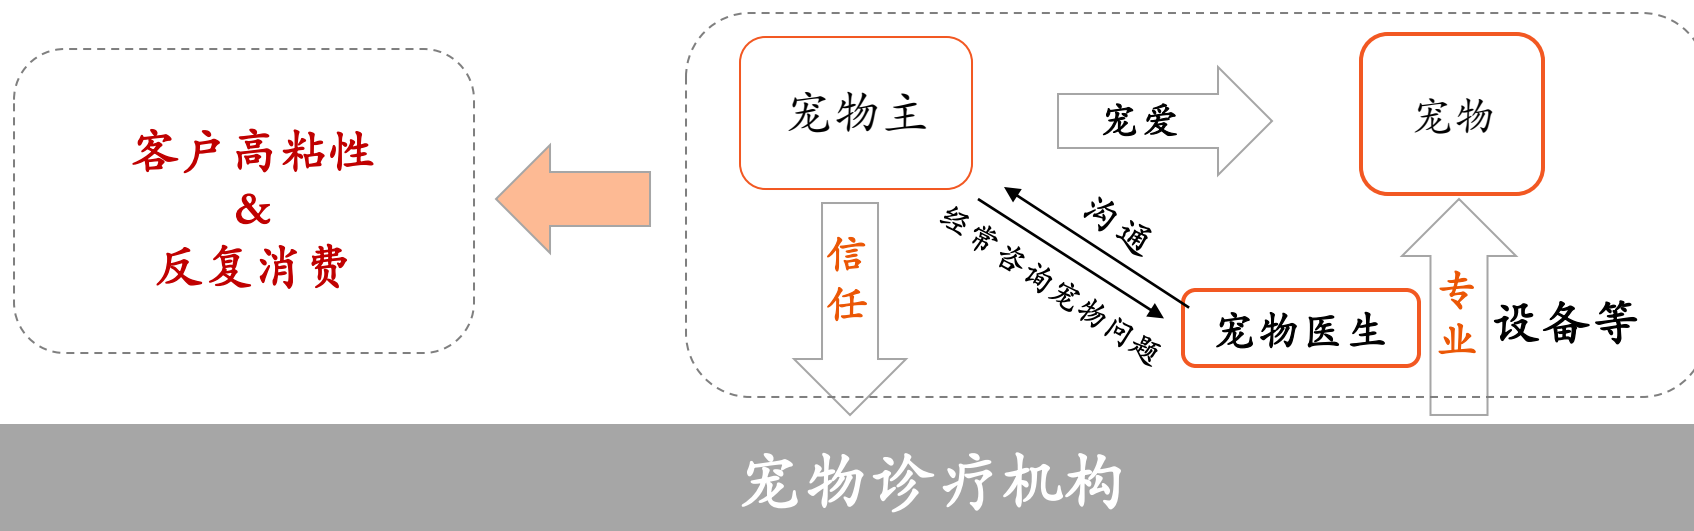 客户高粘性
&
反复消费
宠物主
宠爱
宠物
信任
沟通
经常咨询宠物问题
宠物医生
专业
设备等
宠物诊疗机构